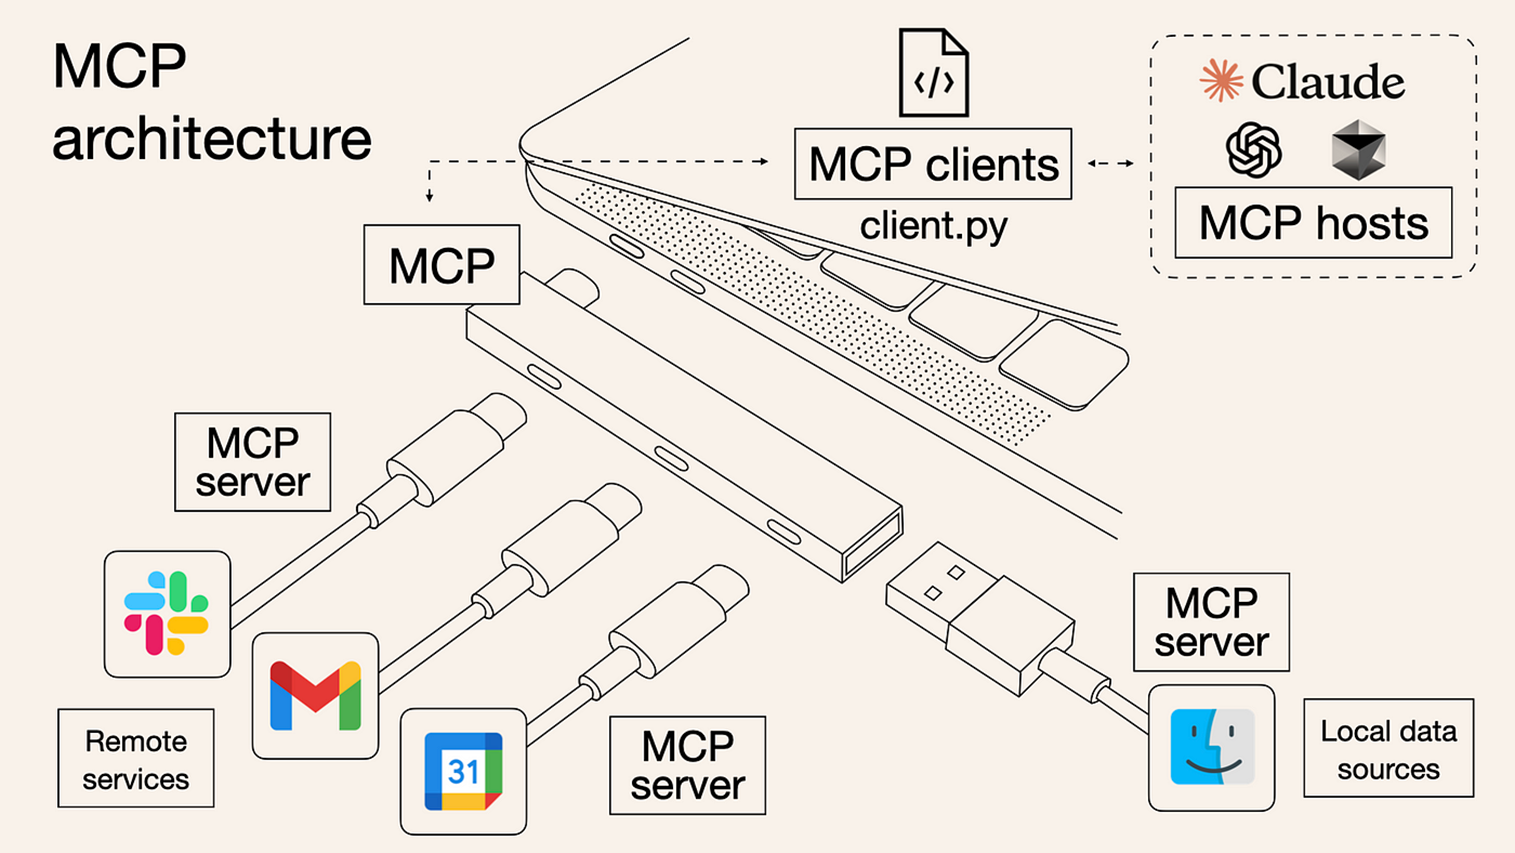 MCP
architecture
</>
MCP clients
client.py
Claude
MCP hosts
MCP
MCP
server
Remote
services
31
MCP
server
MCP
server
Local data
sources